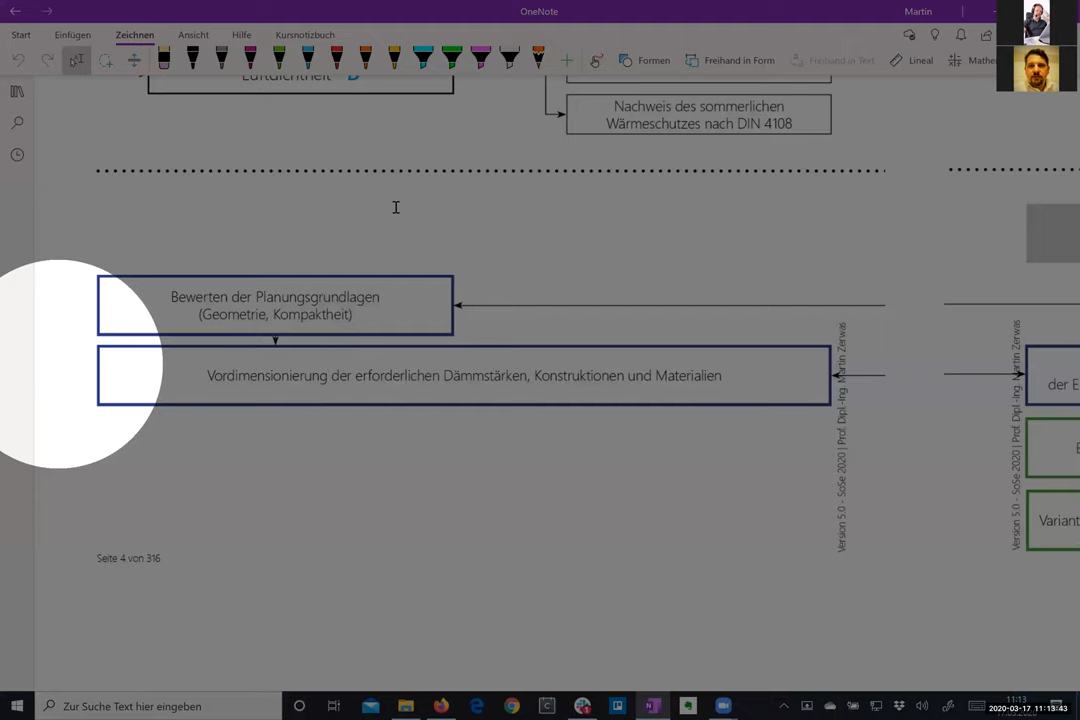 OneNote
Martin
Start
Einfügen
Zeichnen
Ansicht
Hilfe
Kursnotizbuch
Formen
Freihand in Form
Freihand in Text
Lineal
Mathe
Luftdichtheit
Nachweis des sommerlichen
Wärmeschutzes nach DIN 4108
Bewerten der Planungsgrundlagen
(Geometrie, Kompaktheit)
Vordimensionierung der erforderlichen Dämmstärken, Konstruktionen und Materialien
der E
Variant
Version 5.0 - SoSe 2020 | Prof. Dipl.-Ing. Martin Zerwas
Version 5.0 - SoSe 2020 | Prof. Dipl.-Ing. Martin Zerwas
Seite 4 von 316
Zur Suche Text hier eingeben
11:13
2020-03-17 11:13:43